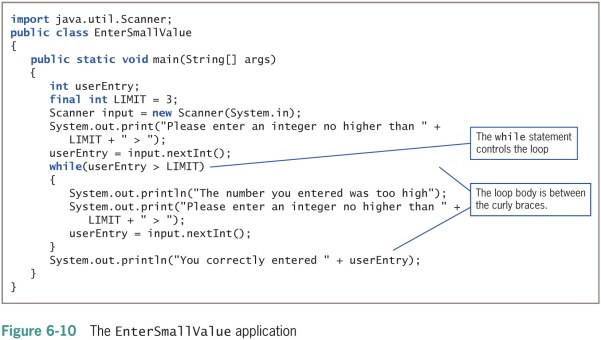 import java.util.Scanner;
public class EnterSmallValue
{
   public static void main(String[] args)
   {
      int userEntry;
      final int LIMIT = 3;
      Scanner input = new Scanner(System.in);
      System.out.print("Please enter an integer no higher than " +
         LIMIT + " > ");
      userEntry = input.nextInt();
      while(userEntry > LIMIT)
      {
         System.out.println("The number you entered was too high");
         System.out.print("Please enter an integer no higher than " +
            LIMIT + " > ");
         userEntry = input.nextInt();
      }
      System.out.println("You correctly entered " + userEntry);
   }
}
The while statement
controls the loop
The loop body is between
the curly braces.
Figure 6-10 The EnterSmallValue application